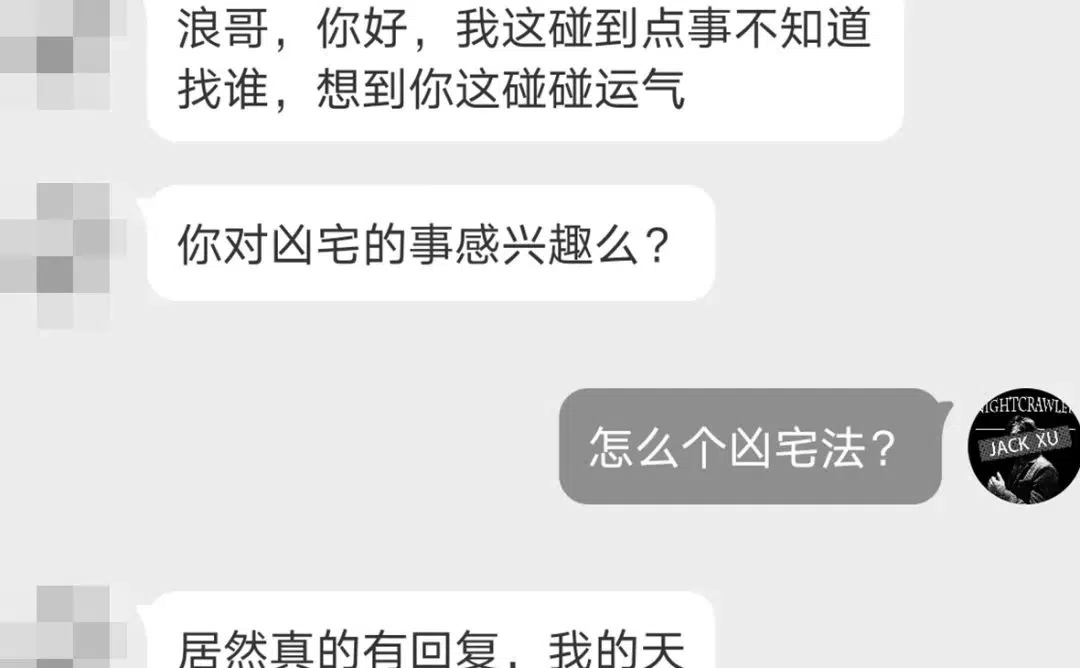 浪哥，你好，我这碰到点事不知道
找谁，想到你这碰碰运气
你对凶宅的事感兴趣么？
怎么个凶宅法？
NIGHTCRAWLER
JACK XU
居然真的有回复，我的天